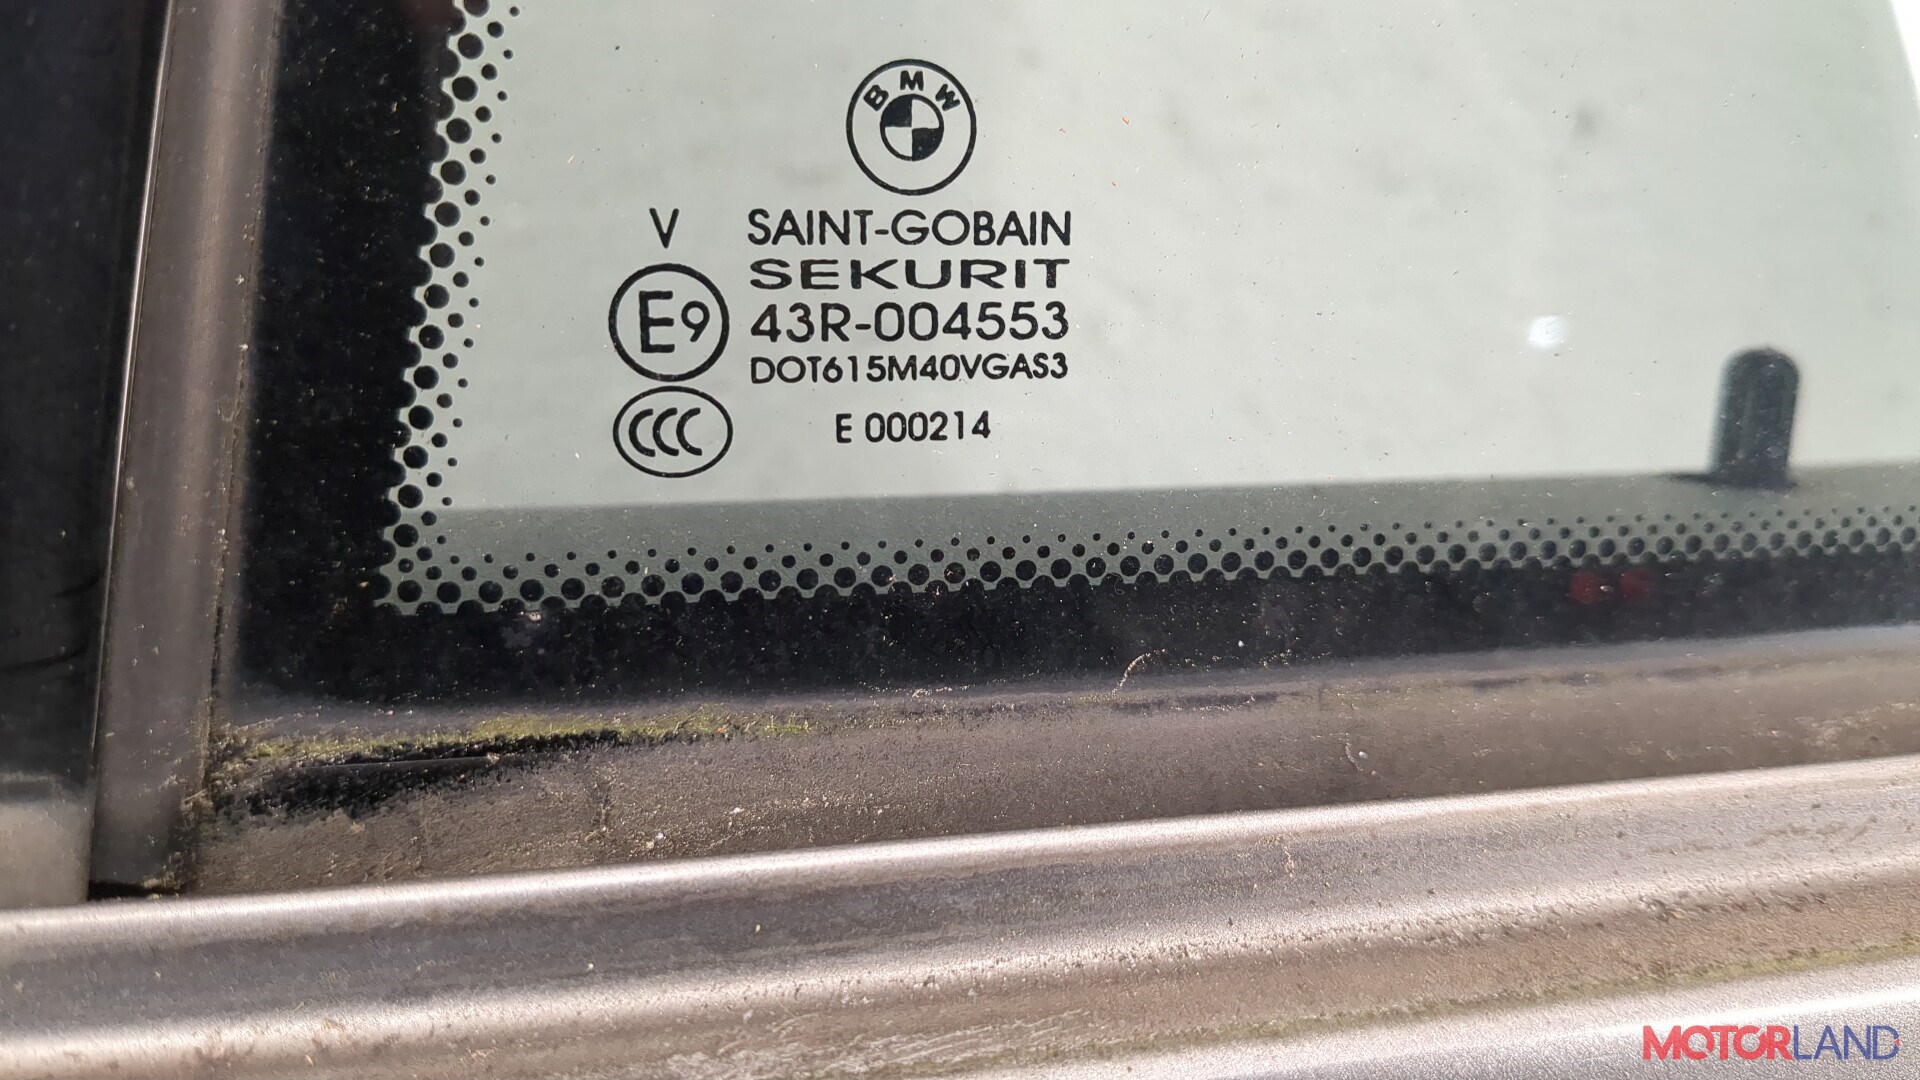 BMW
V
SAINT-GOBAIN
SEKURIT
E9
43R-004553
DOT615M40VGAS3
CCC
E 000214
MOTORLAND